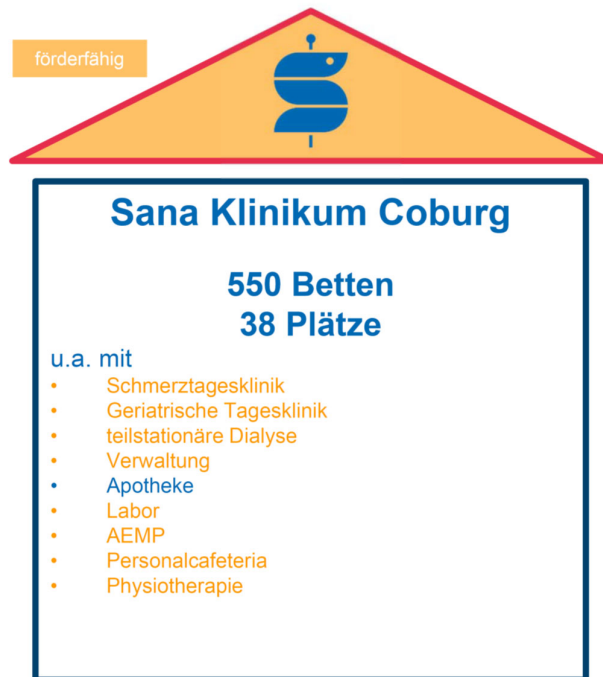 förderfähig
Sana Klinikum Coburg
550 Betten
38 Plätze
u.a. mit
• Schmerztagesklinik
• Geriatrische Tagesklinik
• teilstationäre Dialyse
• Verwaltung
• Apotheke
• Labor
• AEMP
• Personalcafeteria
• Physiotherapie